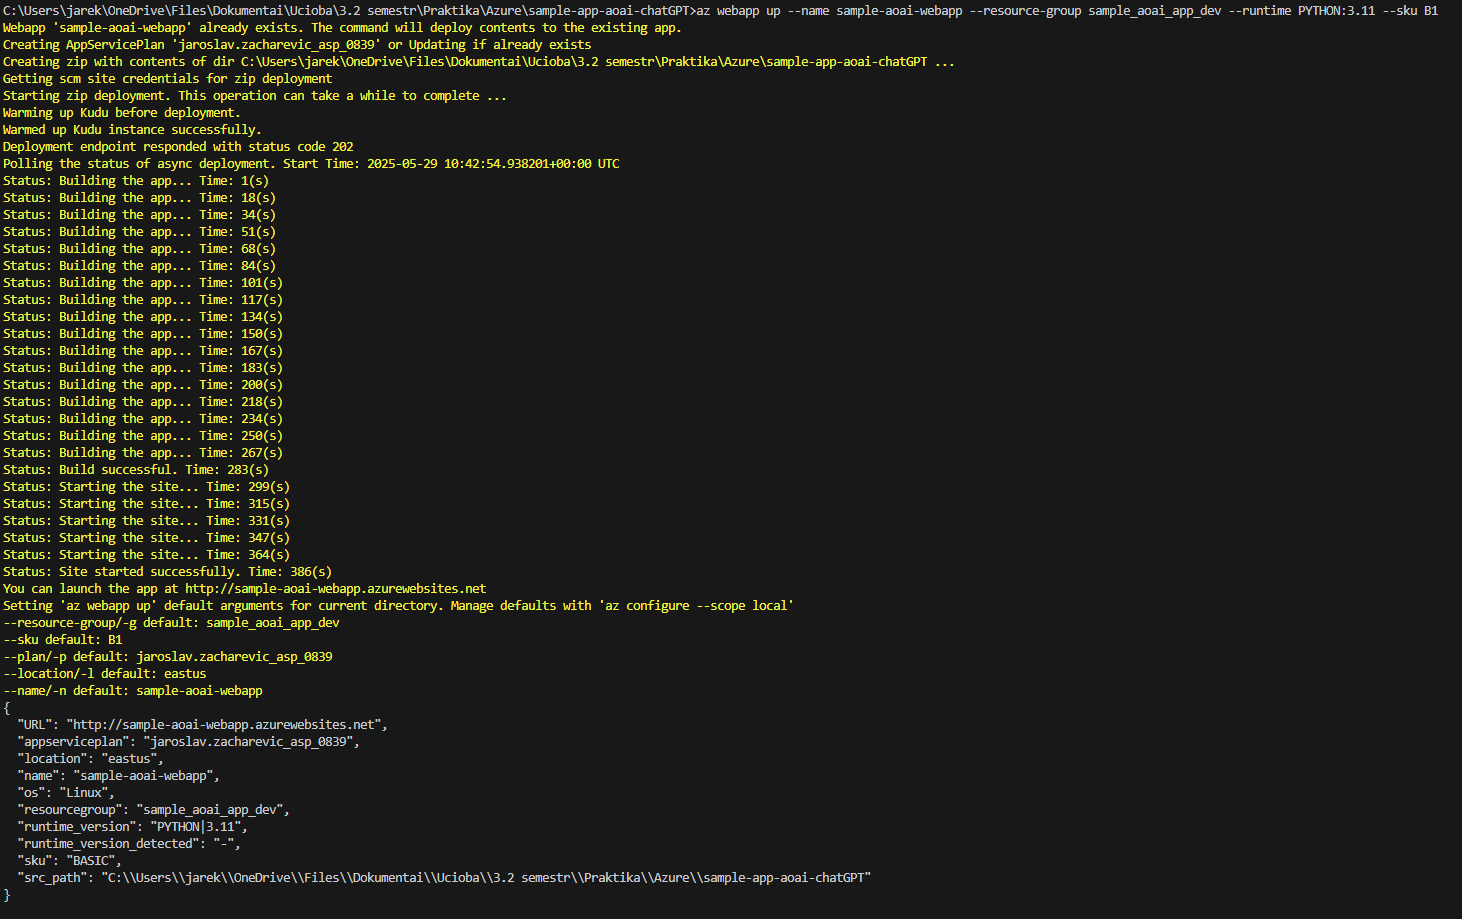 C:\Users\jarek\OneDrive\Files\Dokumentai\Ucioba\3.2 semestr\Praktika\Azure\sample-app-aoai-chatGPT>az webapp up --name sample-aoai-webapp --resource-group sample_aoai_app_dev --runtime PYTHON:3.11 --sku B1
Webapp 'sample-aoai-webapp' already exists. The command will deploy contents to the existing app.
Creating AppServicePlan 'jaroslav.zacharevic_asp_0839' or Updating if already exists
Creating zip with contents of dir C:\Users\jarek\OneDrive\Files\Dokumentai\Ucioba\3.2 semestr\Praktika\Azure\sample-app-aoai-chatGPT ...
Getting scm site credentials for zip deployment
Starting zip deployment. This operation can take a while to complete ...
Warming up Kudu before deployment.
Warmed up Kudu instance successfully.
Deployment endpoint responded with status code 202
Polling the status of async deployment. Start Time: 2025-05-29 10:42:54.938201+00:00 UTC
Status: Building the app... Time: 1(s)
Status: Building the app... Time: 18(s)
Status: Building the app... Time: 34(s)
Status: Building the app... Time: 51(s)
Status: Building the app... Time: 68(s)
Status: Building the app... Time: 84(s)
Status: Building the app... Time: 101(s)
Status: Building the app... Time: 117(s)
Status: Building the app... Time: 134(s)
Status: Building the app... Time: 150(s)
Status: Building the app... Time: 167(s)
Status: Building the app... Time: 183(s)
Status: Building the app... Time: 200(s)
Status: Building the app... Time: 218(s)
Status: Building the app... Time: 234(s)
Status: Building the app... Time: 250(s)
Status: Building the app... Time: 267(s)
Status: Build successful. Time: 283(s)
Status: Starting the site... Time: 299(s)
Status: Starting the site... Time: 315(s)
Status: Starting the site... Time: 331(s)
Status: Starting the site... Time: 347(s)
Status: Starting the site... Time: 364(s)
Status: Site started successfully. Time: 386(s)
You can launch the app at http://sample-aoai-webapp.azurewebsites.net
Setting 'az webapp up' default arguments for current directory. Manage defaults with 'az configure --scope local'
--resource-group/-g default: sample_aoai_app_dev
--sku default: B1
--plan/-p default: jaroslav.zacharevic_asp_0839
--location/-l default: eastus
--name/-n default: sample-aoai-webapp
{
  "URL": "http://sample-aoai-webapp.azurewebsites.net",
  "appserviceplan": "jaroslav.zacharevic_asp_0839",
  "location": "eastus",
  "name": "sample-aoai-webapp",
  "os": "Linux",
  "resourcegroup": "sample_aoai_app_dev",
  "runtime_version": "PYTHON|3.11",
  "runtime_version_detected": "-",
  "sku": "BASIC",
  "src_path": "C:\\Users\\jarek\\OneDrive\\Files\\Dokumentai\\Ucioba\\3.2 semestr\\Praktika\\Azure\\sample-app-aoai-chatGPT"
}